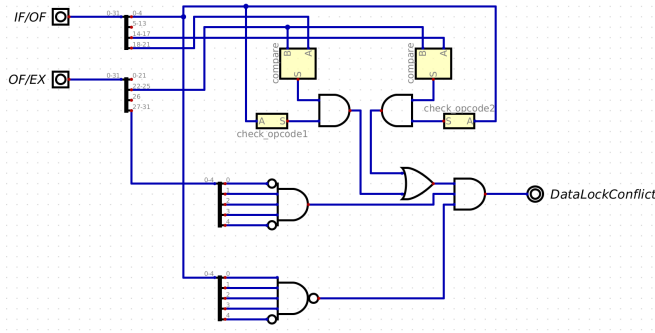 IF/OF
0-31
0-4
5-13
14-17
18-21
OF/EX
0-31
0-21
22-25
26
27-31
compare
B
A
S
compare
B
A
S
A
S
check_opcode1
check_opcode2
S
A
0-4
0
1
2
3
4
DataLockConflict
0-4
0
1
2
3
4